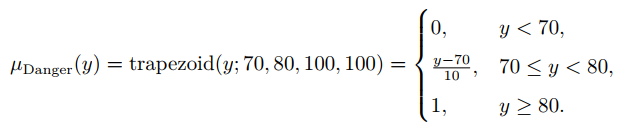 μ_Danger(y) = trapezoid(y; 70, 80, 100, 100) = { 0, y < 70,
(y−70)/10, 70 ≤ y < 80,
1, y ≥ 80.